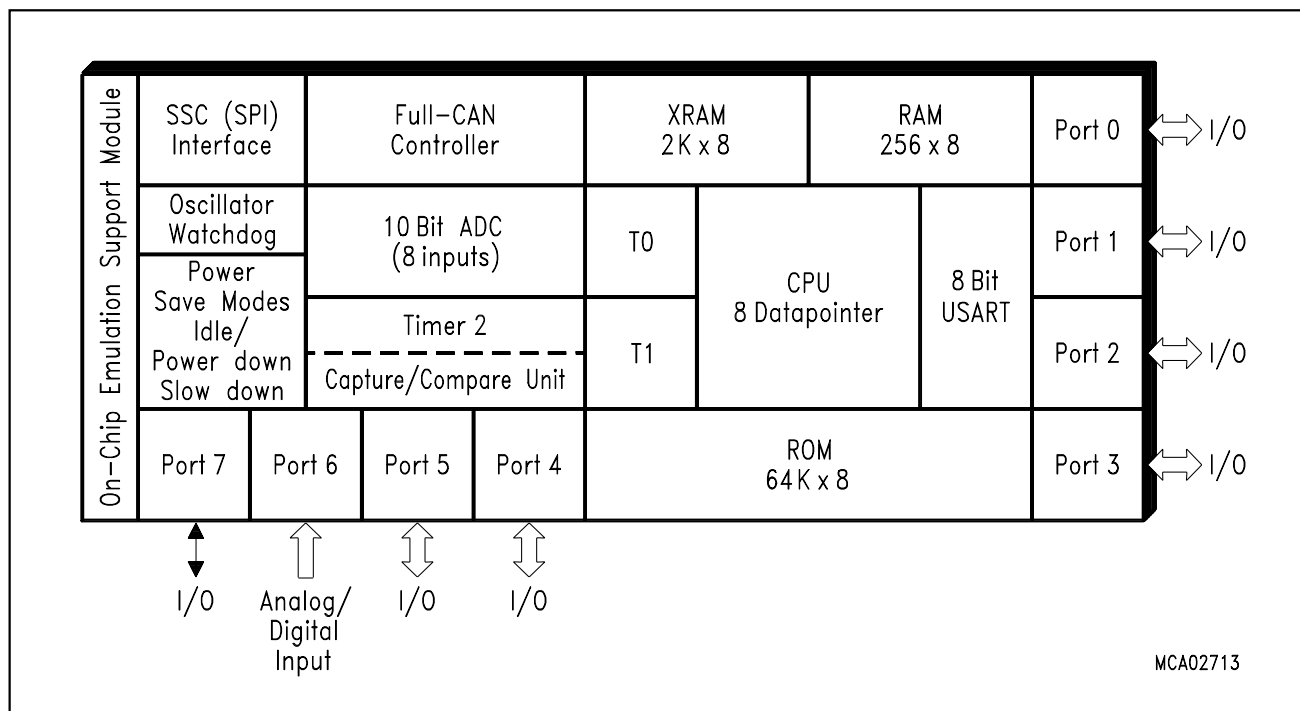 On-Chip Emulation Support Module
SSC (SPI)
Interface
Full-CAN
Controller
XRAM
2K x 8
RAM
256 x 8
Port 0
I/O
Oscillator
Watchdog
10 Bit ADC
(8 inputs)
T0
CPU
8 Datapointer
8 Bit
USART
Port 1
I/O
Power
Save Modes
Idle/
Power down
Slow down
Timer 2
Capture/Compare Unit
T1
Port 2
I/O
Port 7
Port 6
Port 5
Port 4
ROM
64K x 8
Port 3
I/O
I/O
Analog/
Digital
Input
I/O
I/O
MCA02713